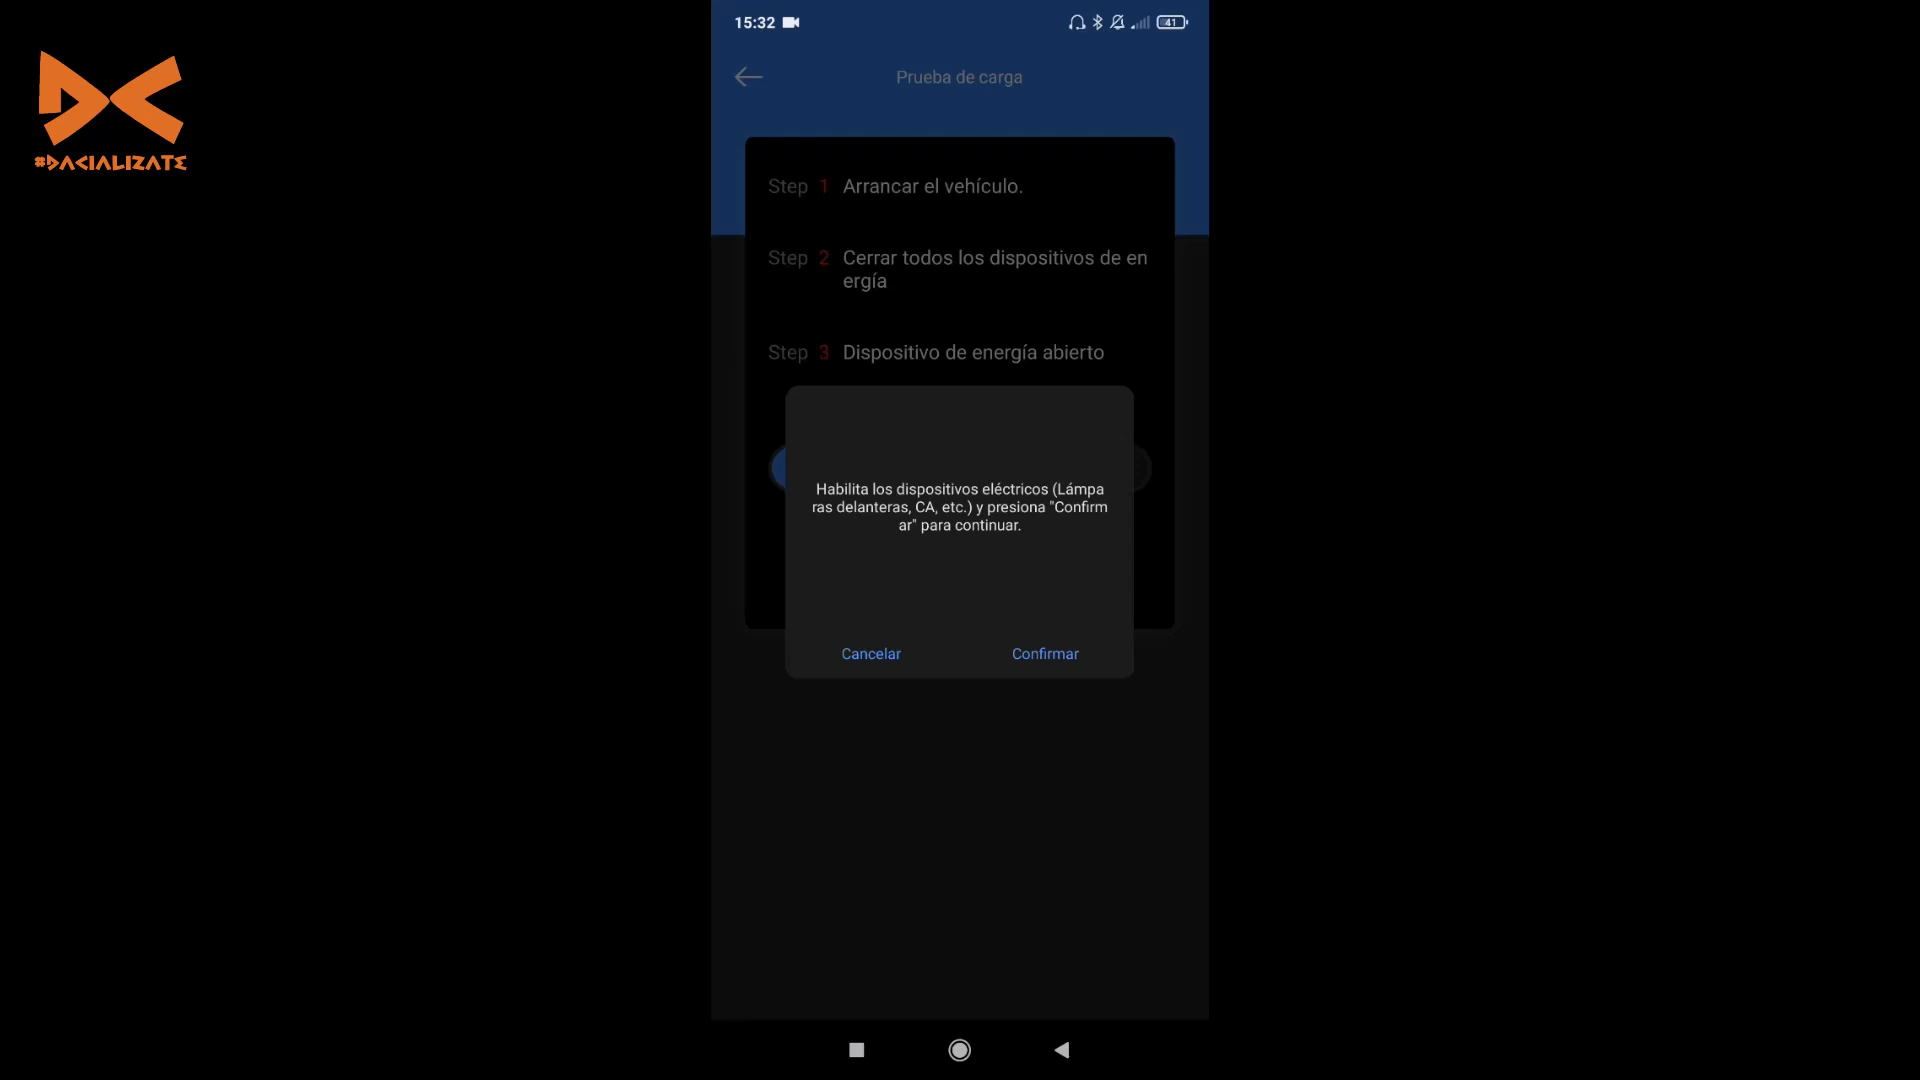 15:32
41
#DACIALIZATE
Prueba de carga
Step 1 Arrancar el vehículo.
Step 2 Cerrar todos los dispositivos de en
ergía
Step 3 Dispositivo de energía abierto
Habilita los dispositivos eléctricos (Lámpa
ras delanteras, CA, etc.) y presiona "Confirm
ar" para continuar.
Cancelar Confirmar